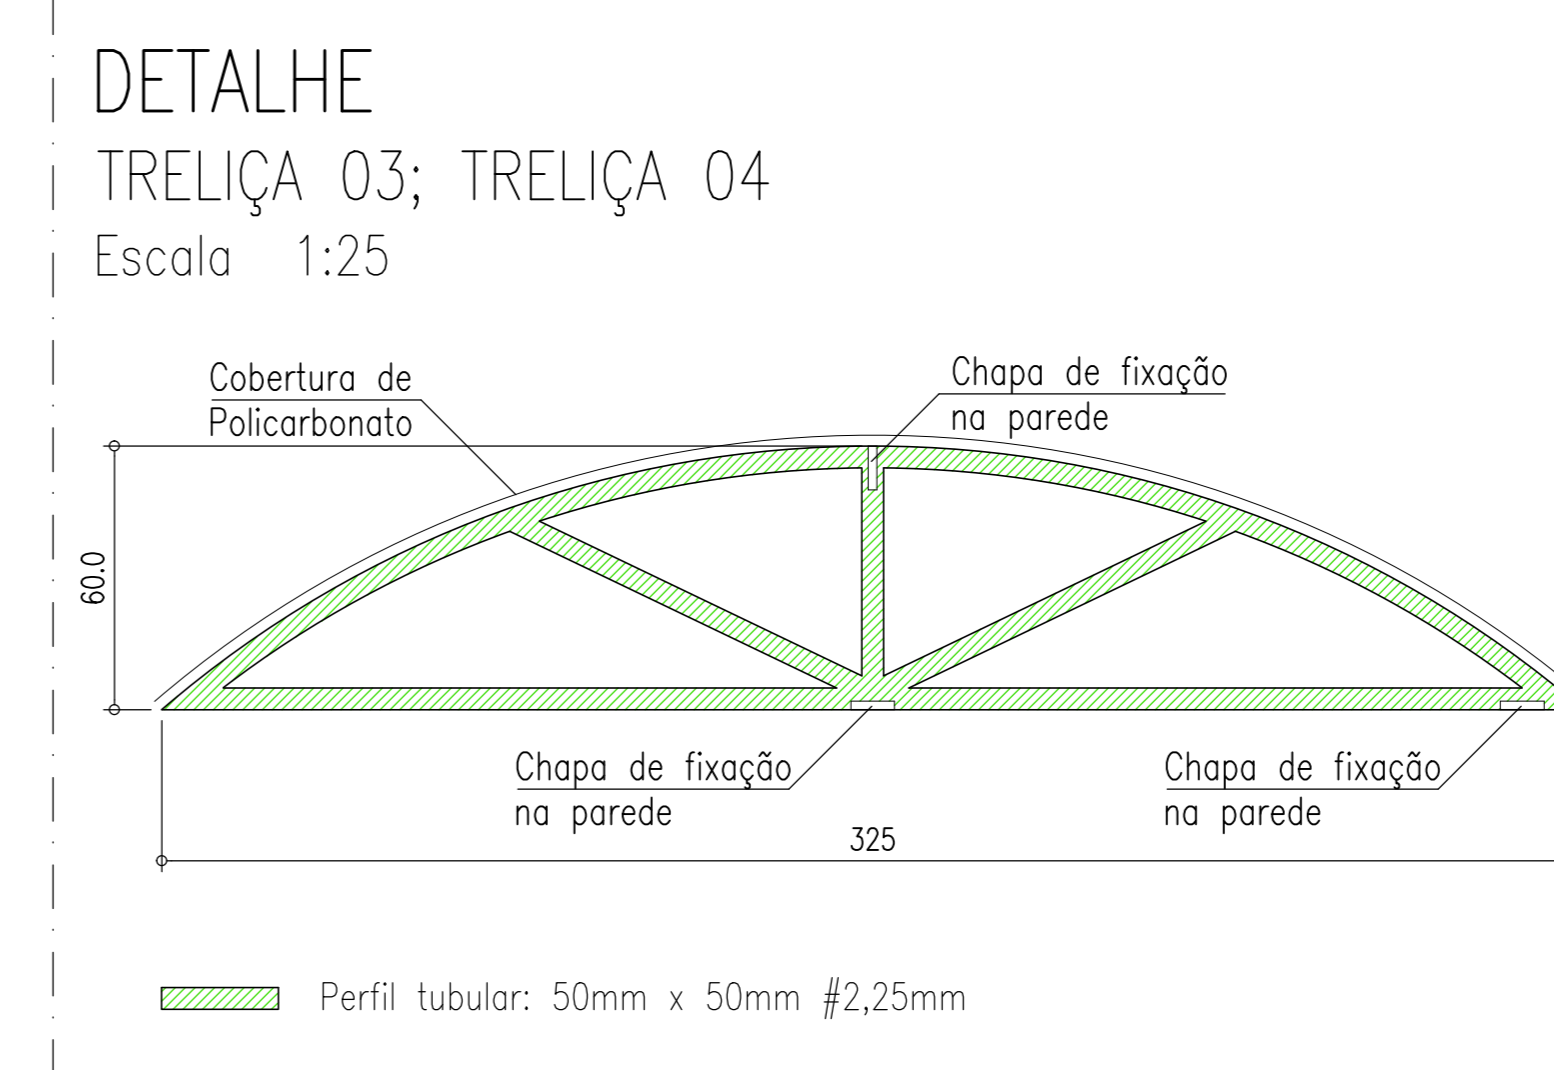 DETALHE
TRELIÇA 03; TRELIÇA 04
Escala 1:25
Cobertura de
Policarbonato
Chapa de fixação
na parede
60.0
Chapa de fixação
na parede
Chapa de fixação
na parede
325
Perfil tubular: 50mm x 50mm #2,25mm